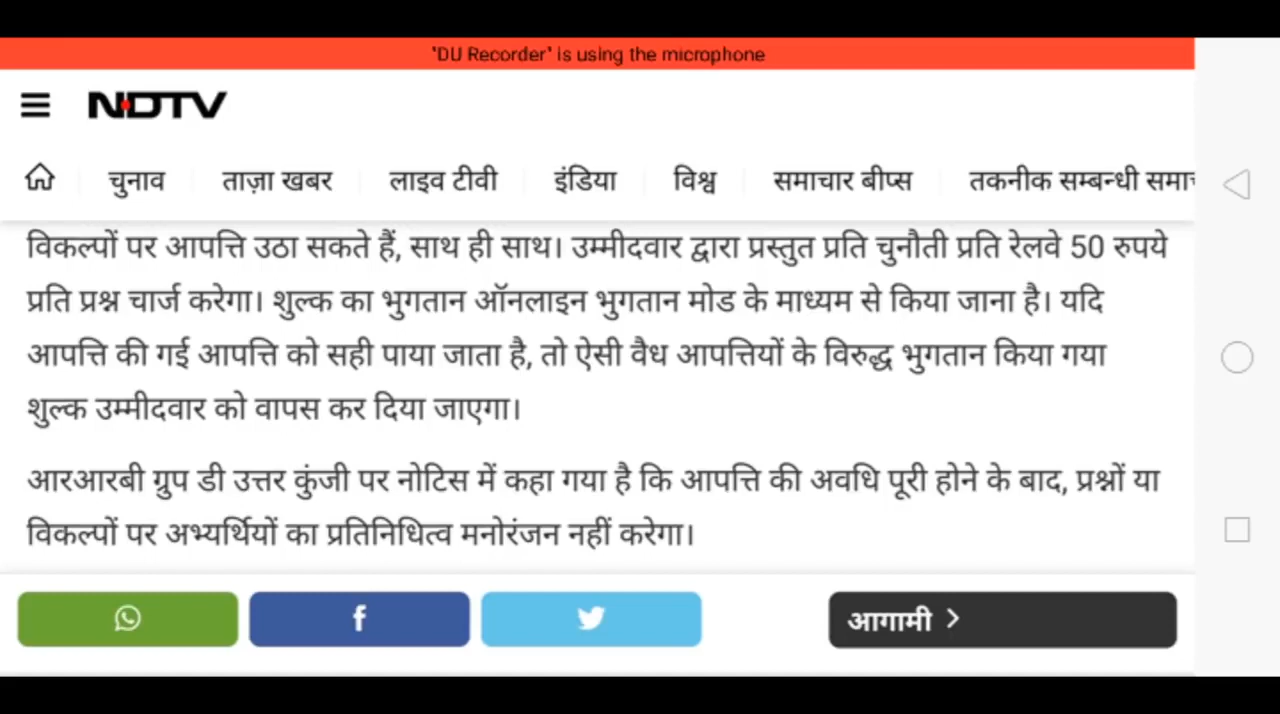 'DU Recorder' is using the microphone
NDTV
चुनाव ताज़ा खबर लाइव टीवी इंडिया विश्व समाचार बीप्स तकनीक सम्बन्धी
विकल्पों पर आपत्ति उठा सकते हैं, साथ ही साथ। उम्मीदवार द्वारा प्रस्तुत प्रति चुनौती प्रति रेलवे 50 रुपये
प्रति प्रश्न चार्ज करेगा। शुल्क का भुगतान ऑनलाइन भुगतान मोड के माध्यम से किया जाना है। यदि
आपत्ति की गई आपत्ति को सही पाया जाता है, तो ऐसी वैध आपत्तियों के विरुद्ध भुगतान किया गया
शुल्क उम्मीदवार को वापस कर दिया जाएगा।
आरआरबी ग्रुप डी उत्तर कुंजी पर नोटिस में कहा गया है कि आपत्ति की अवधि पूरी होने के बाद, प्रश्नों या
विकल्पों पर अभ्यर्थियों का प्रतिनिधित्व मनोरंजन नहीं करेगा।
आगामी